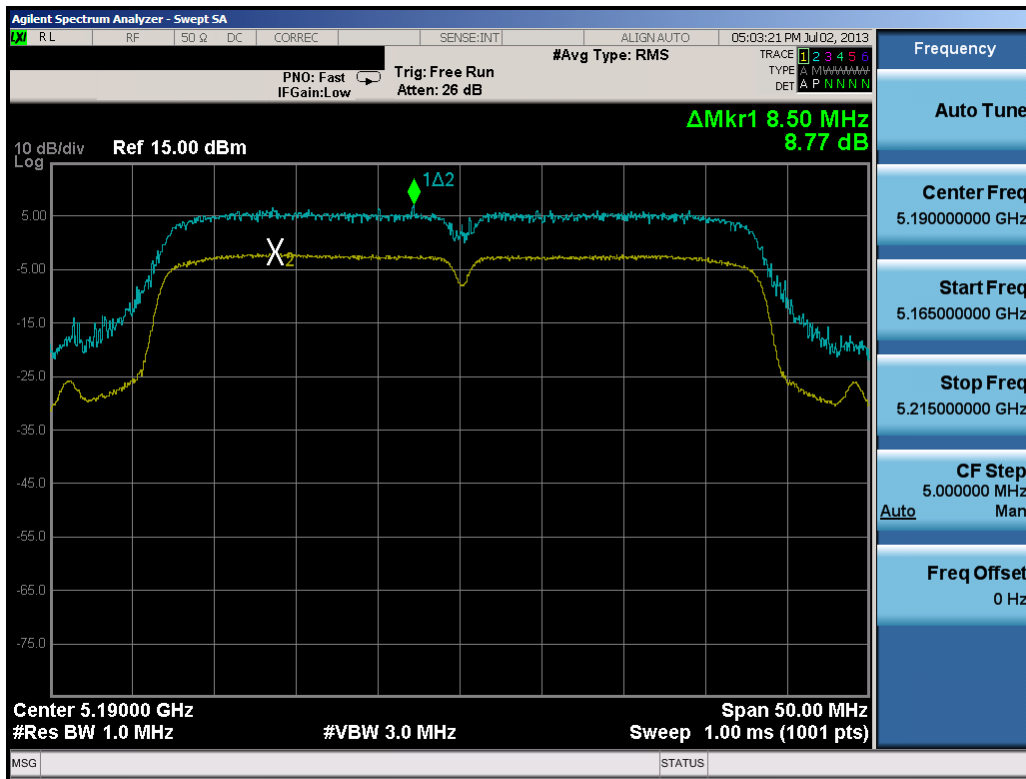 Agilent Spectrum Analyzer - Swept SA
LXI RL RF 50 Ω DC CORREC SENSE:INT ALIGN AUTO 05:03:21 PM Jul 02, 2013
#Avg Type: RMS
PNO: Fast
IFGain:Low
Trig: Free Run
Atten: 26 dB
TRACE 1 2 3 4 5 6
TYPE A M W W W W W
DET A P N N N N
ΔMkr1 8.50 MHz
8.77 dB
10 dB/div
Log
Ref 15.00 dBm
1Δ2
X2
5.00
-5.00
-15.0
-25.0
-35.0
-45.0
-55.0
-65.0
-75.0
Center 5.19000 GHz
Span 50.00 MHz
#Res BW 1.0 MHz
#VBW 3.0 MHz
Sweep 1.00 ms (1001 pts)
MSG
STATUS
Frequency
Auto Tune
Center Freq
5.190000000 GHz
Start Freq
5.165000000 GHz
Stop Freq
5.215000000 GHz
CF Step
5.000000 MHz
Auto Man
Freq Offset
0 Hz